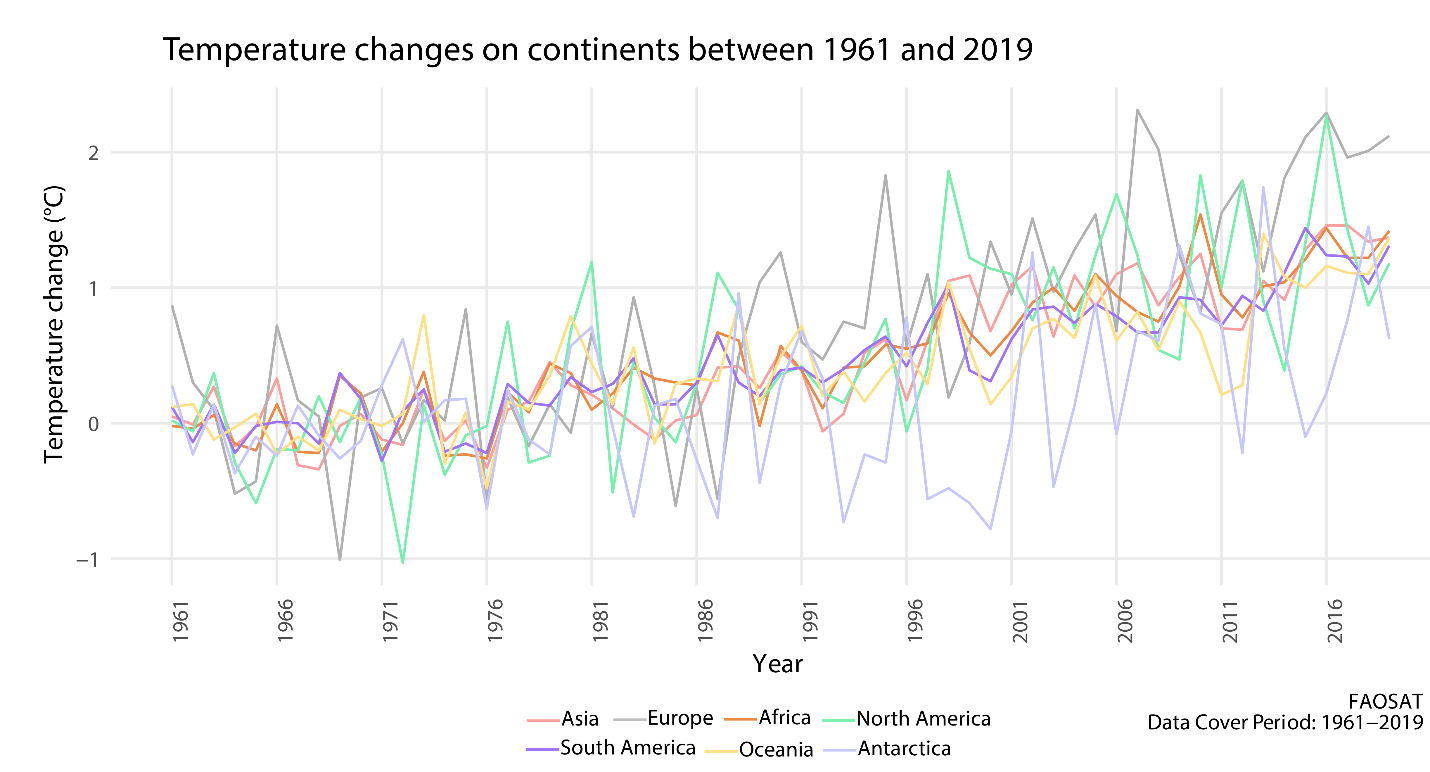 Temperature changes on continents between 1961 and 2019
Temperature change (°C)
2
1
0
−1
1961
1966
1971
1976
1981
1986
1991
1996
2001
2006
2011
2016
Year
Asia Europe Africa North America
South America Oceania Antarctica
FAOSAT
Data Cover Period: 1961−2019